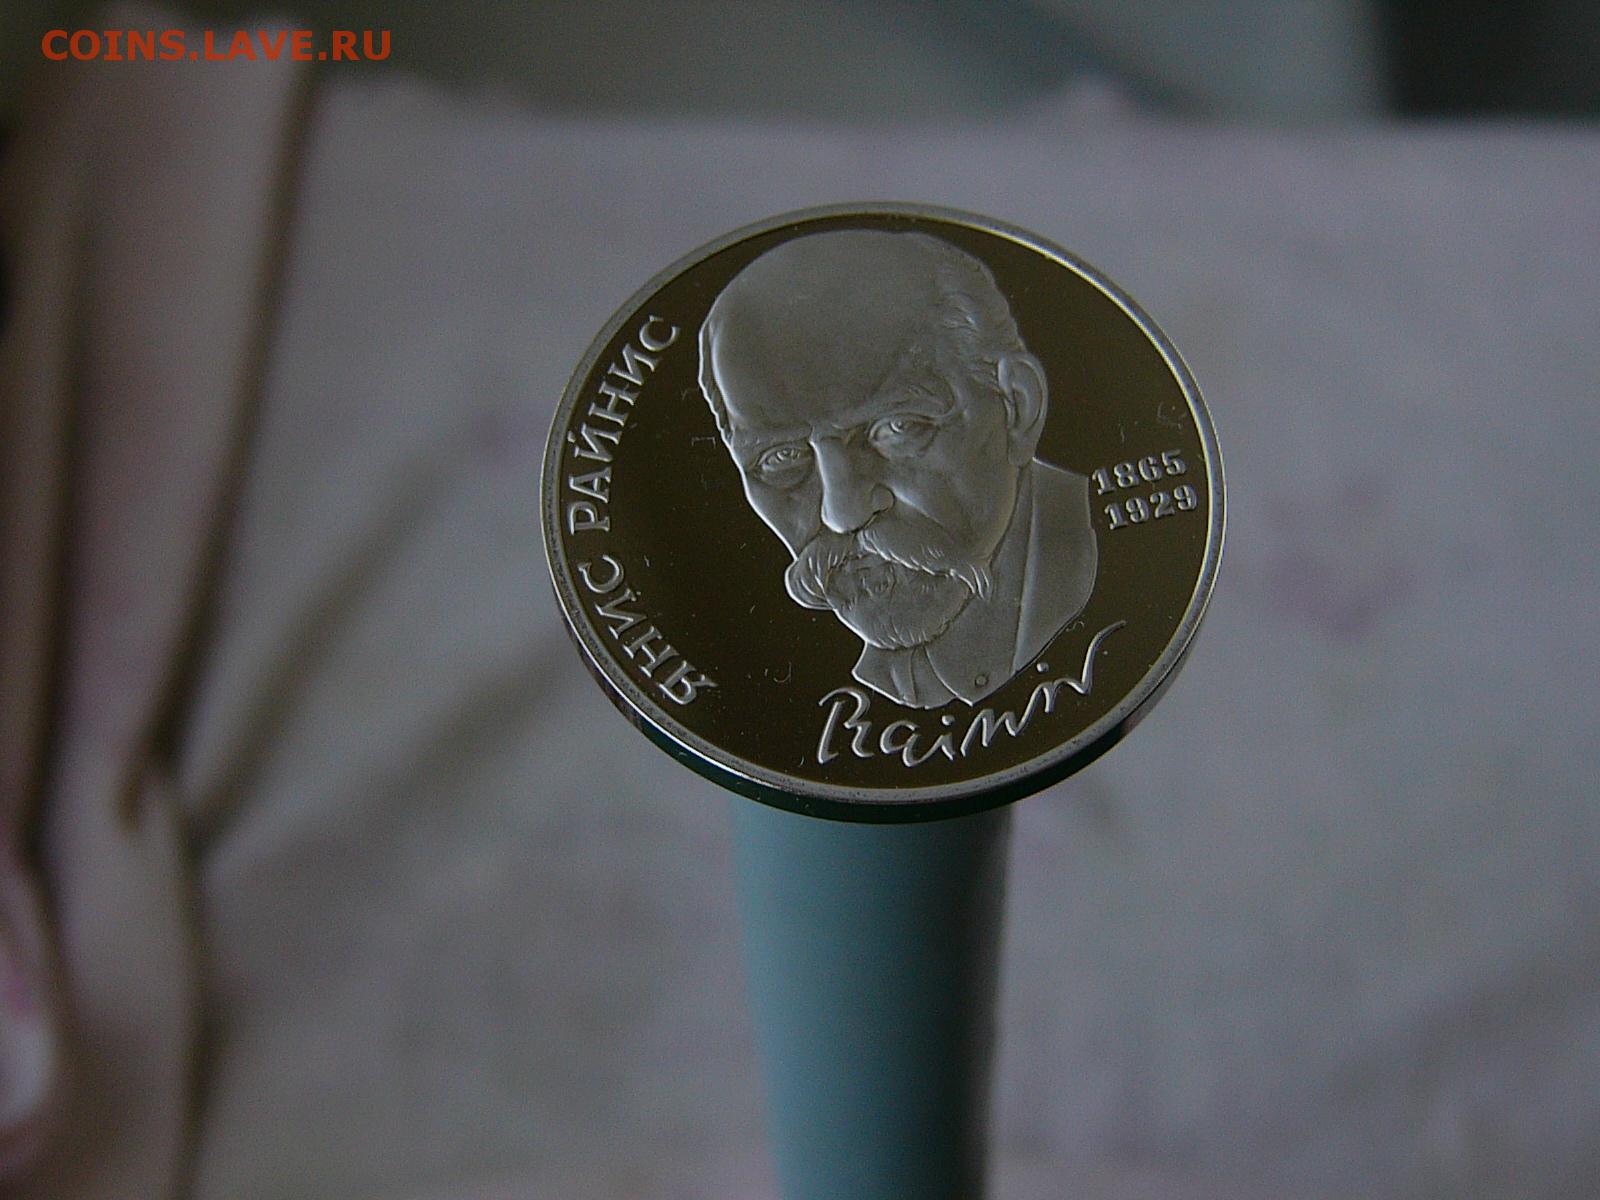 COINS.LAVE.RU
ЯНИС РАЙНИС
1865
1929
Rainis